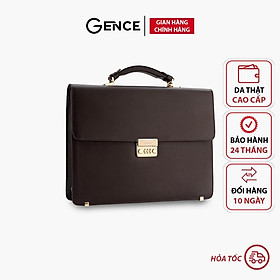 GENCE
GIAN HÀNG
CHÍNH HÃNG
DA THẬT
CAO CẤP
BẢO HÀNH
24 THÁNG
ĐỔI HÀNG
10 NGÀY
HỎA TỐC